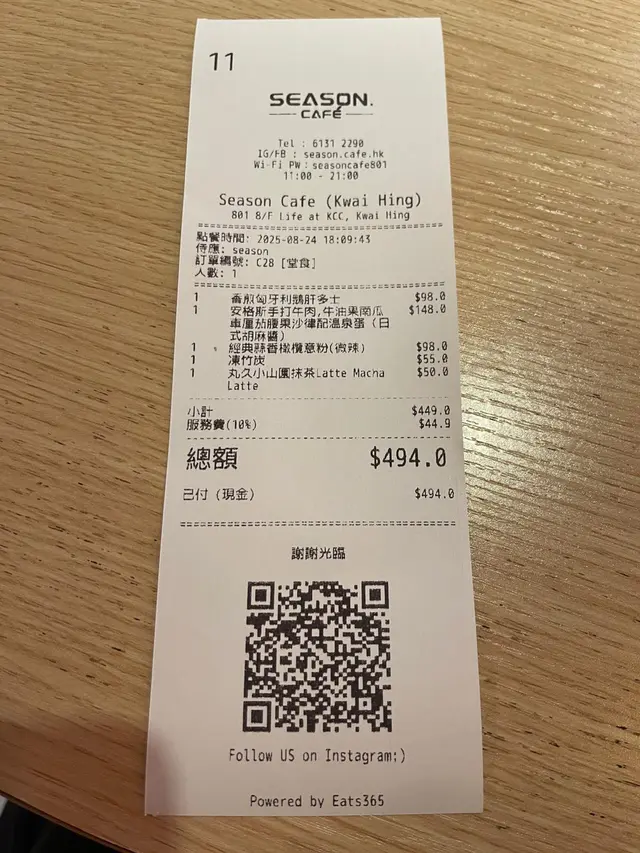 11
SEASON.
CAFÉ
Tel : 6131 2290
IG/FB : season.cafe.hk
Wi-Fi PW : seasoncafe801
11:00 - 21:00
Season Cafe (Kwai Hing)
801 8/F Life at KCC, Kwai Hing
點餐時間: 2025-08-24 18:09:43
侍應: season
訂單編號: C28 [堂食]
人數: 1
1 香煎匈牙利鵝肝多士 $98.0
1 安格斯手打牛肉,牛油果南瓜 $148.0
車厘茄腰果沙律配溫泉蛋 (日
式胡麻醬)
1 經典蒜香橄欖意粉(微辣) $98.0
1 凍竹炭 $55.0
1 丸久小山園抹茶Latte Macha $50.0
Latte
小計 $449.0
服務費(10%) $44.9
總額 $494.0
已付 (現金) $494.0
謝謝光臨
Follow US on Instagram:)
Powered by Eats365